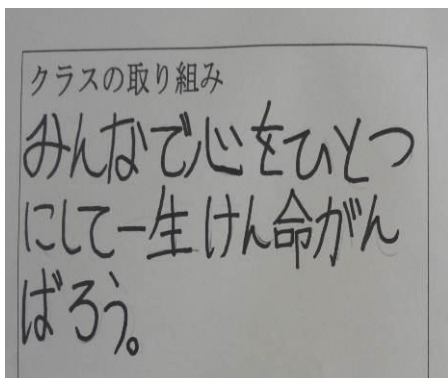 クラスの取り組み
みんなで心をひとつ
にして一生けん命がん
ばろう。